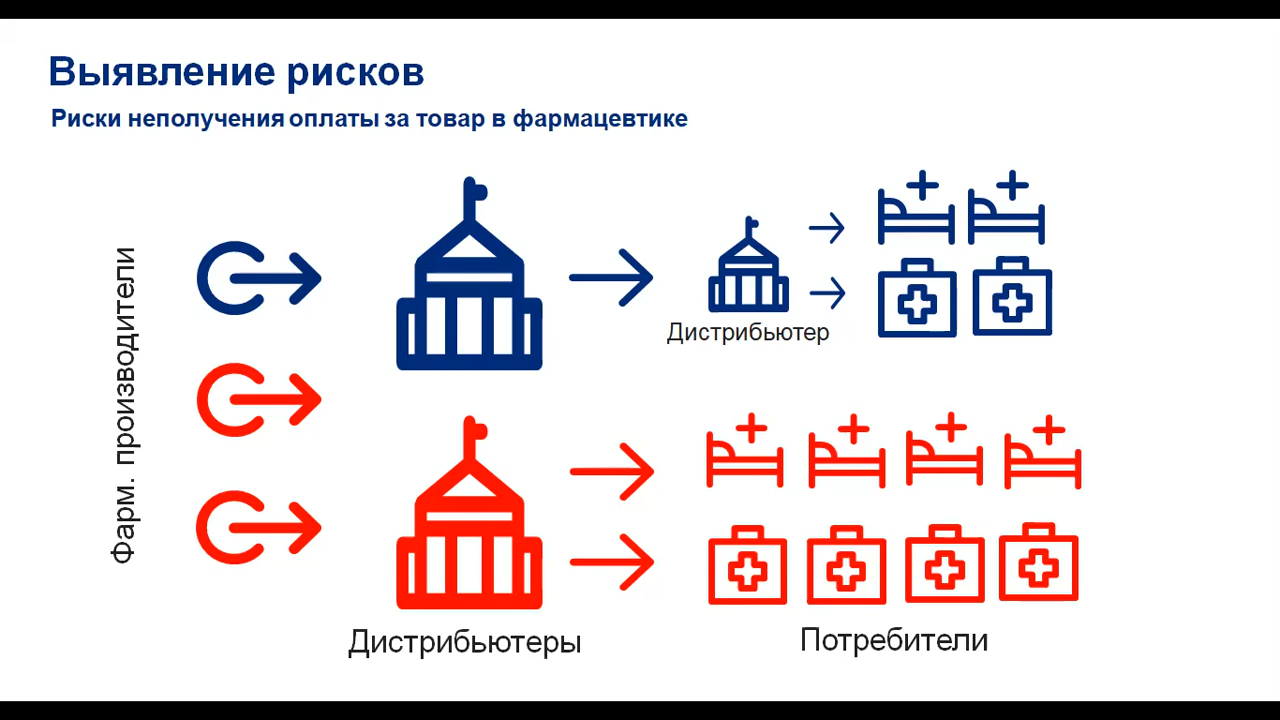 Выявление рисков
Риски неполучения оплаты за товар в фармацевтике
Фарм. производители
Дистрибьютер
Дистрибьютеры
Потребители